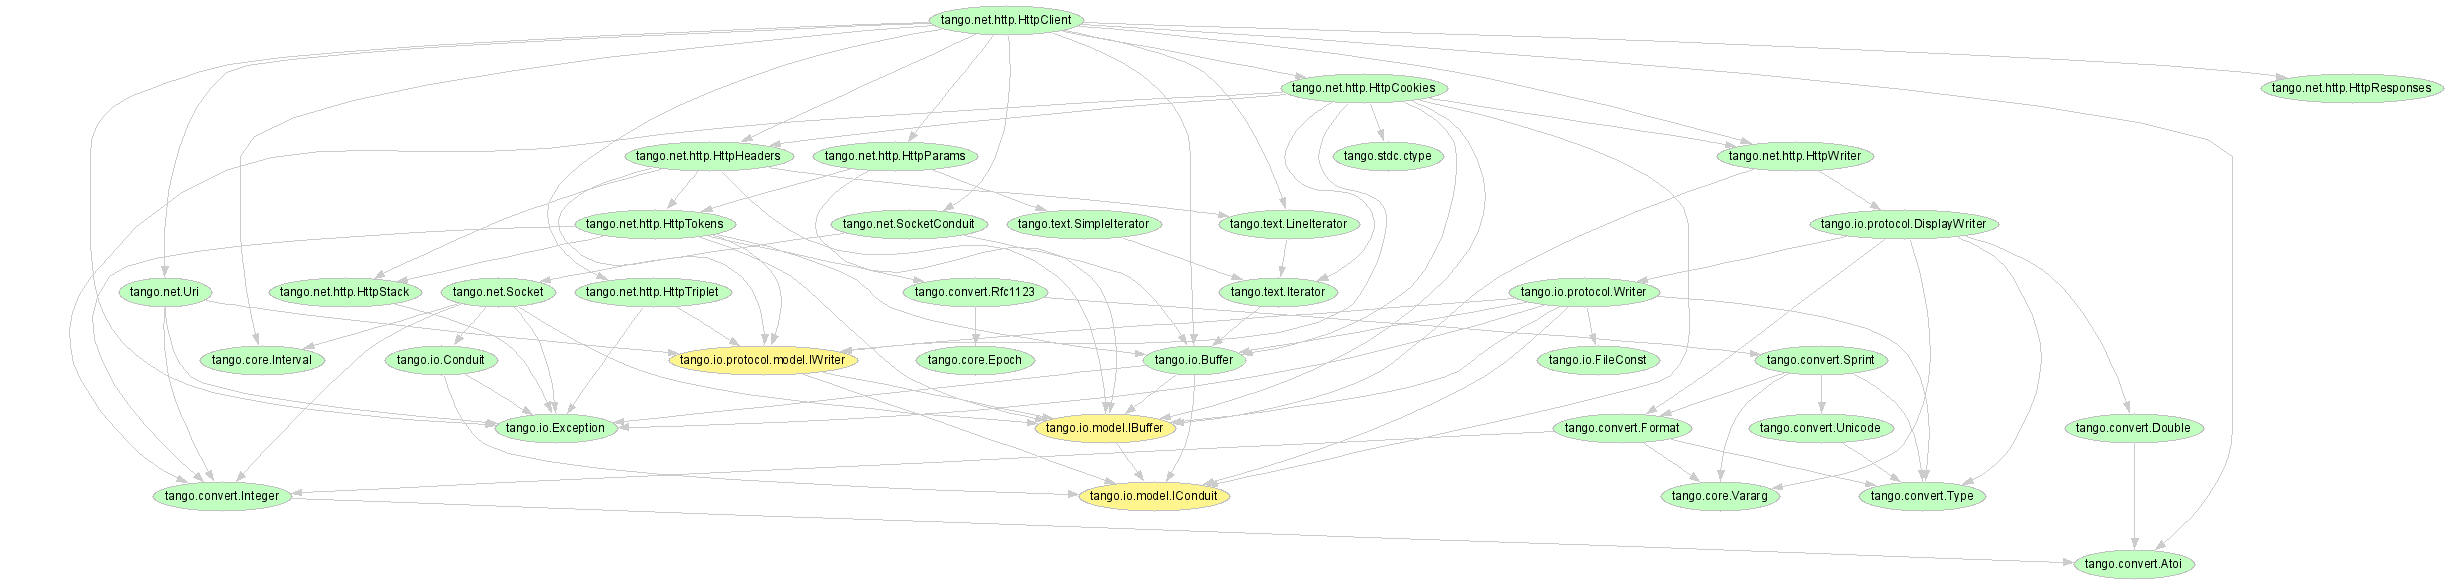 tango.net.http.HttpClient
tango.net.http.HttpCookies
tango.net.http.HttpResponses
tango.net.http.HttpHeaders
tango.net.http.HttpParams
tango.stdc.ctype
tango.net.http.HttpWriter
tango.net.http.HttpTokens
tango.net.SocketConduit
tango.text.SimpleIterator
tango.text.LineIterator
tango.io.protocol.DisplayWriter
tango.net.Uri
tango.net.http.HttpStack
tango.net.Socket
tango.net.http.HttpTriplet
tango.convert.Rfc1123
tango.text.Iterator
tango.io.protocol.Writer
tango.core.Interval
tango.io.Conduit
tango.io.protocol.model.IWriter
tango.core.Epoch
tango.io.Buffer
tango.io.FileConst
tango.convert.Sprint
tango.io.Exception
tango.io.model.IBuffer
tango.convert.Format
tango.convert.Unicode
tango.convert.Double
tango.convert.Integer
tango.io.model.IConduit
tango.core.Vararg
tango.convert.Type
tango.convert.Atoi